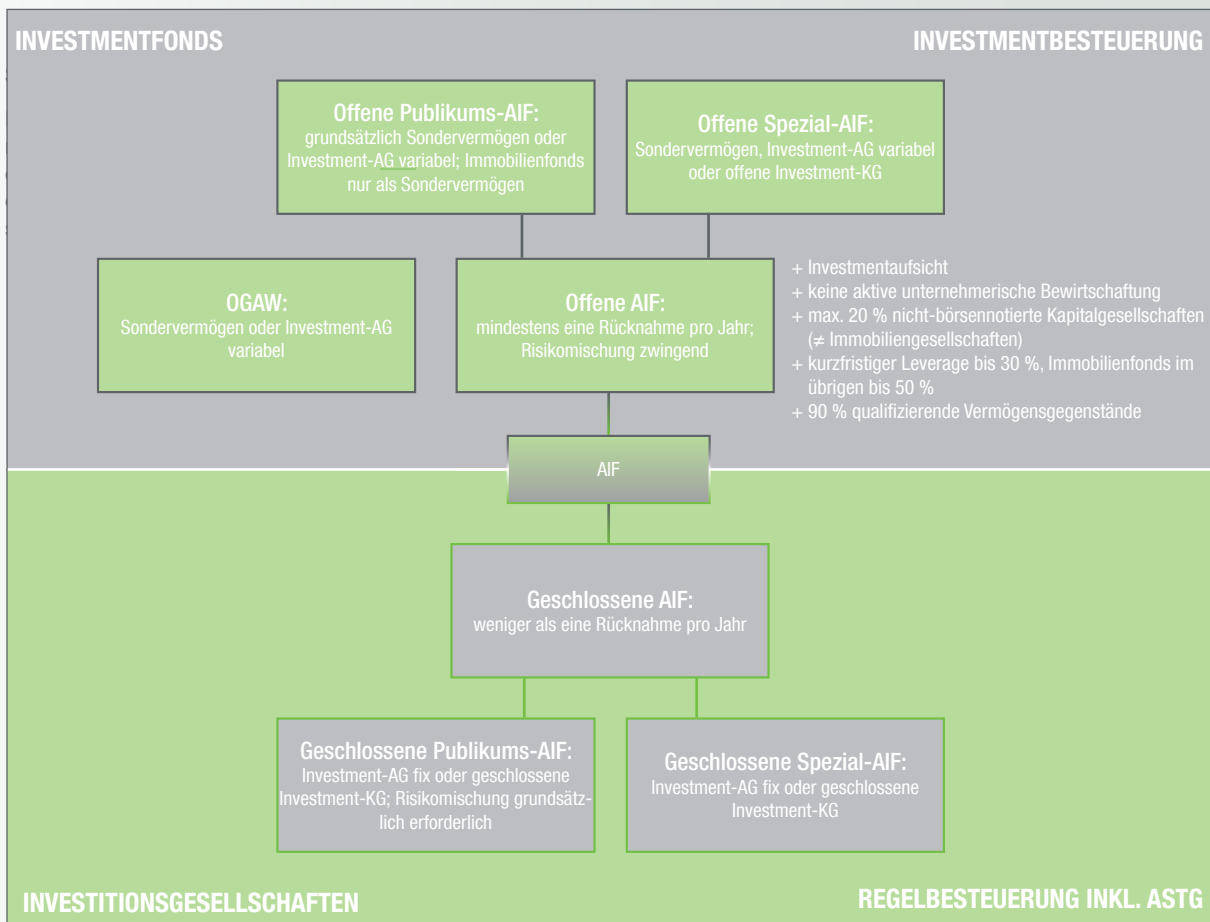 INVESTMENTFONDS
INVESTMENTBESTEUERUNG
Offene Publikums-AIF:
grundsätzlich Sondervermögen oder
Investment-AG variabel; Immobilienfonds
nur als Sondervermögen
Offene Spezial-AIF:
Sondervermögen, Investment-AG variabel
oder offene Investment-KG
OGAW:
Sondervermögen oder Investment-AG
variabel
Offene AIF:
mindestens eine Rücknahme pro Jahr;
Risikomischung zwingend
+ Investmentaufsicht
+ keine aktive unternehmerische Bewirtschaftung
+ max. 20 % nicht-börsennotierte Kapitalgesellschaften
(≠ Immobiliengesellschaften)
+ kurzfristiger Leverage bis 30 %, Immobilienfonds im
übrigen bis 50 %
+ 90 % qualifizierende Vermögensgegenstände
AIF
Geschlossene AIF:
weniger als eine Rücknahme pro Jahr
Geschlossene Publikums-AIF:
Investment-AG fix oder geschlossene
Investment-KG; Risikomischung grundsätz-
lich erforderlich
Geschlossene Spezial-AIF:
Investment-AG fix oder geschlossene
Investment-KG
INVESTITIONSGESELLSCHAFTEN
REGELBESTEUERUNG INKL. ASTG